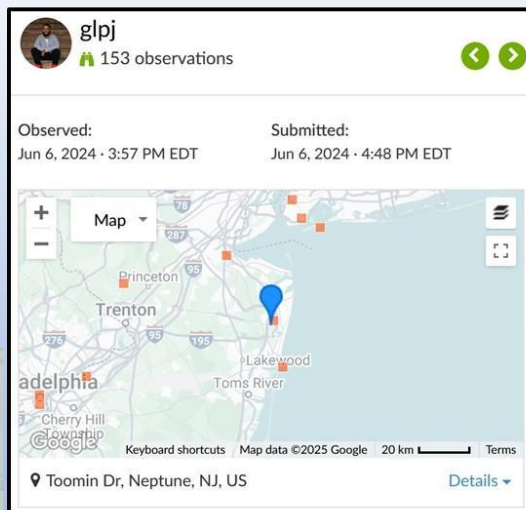 glpj
153 observations
Observed:
Submitted:
Jun 6, 2024 · 3:57 PM EDT
Jun 6, 2024 · 4:48 PM EDT
+
−
Map
78
287
95
Princeton
Trenton
95
195
276
Lakewood
Toms River
adelphia
Cherry Hill
Township
Google
Keyboard shortcuts
Map data ©2025 Google
20 km
Terms
Toomin Dr, Neptune, NJ, US
Details